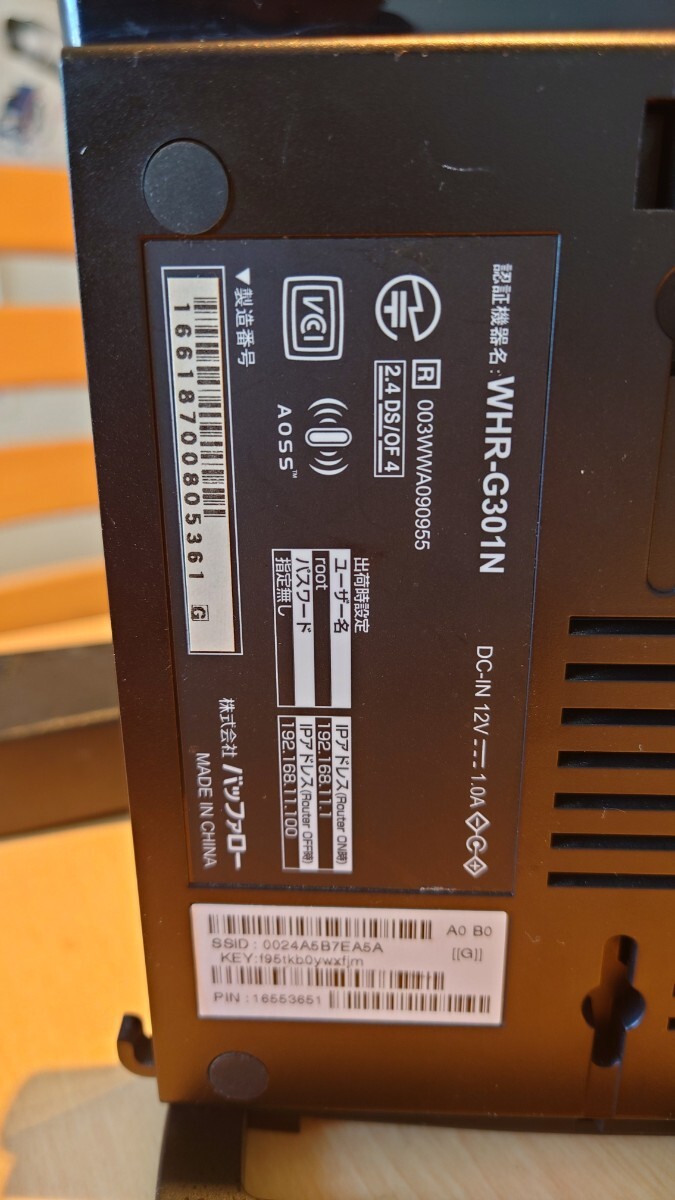 認証機器名:WHR-G301N
DC-IN 12V 1.0A
R 003WWA090955
2.4 DS/OF 4
VCCI
AOSS™
出荷時設定
ユーザー名
root
パスワード
指定無し
IPアドレス(Router ON時)
192.168.11.1
IPアドレス(Router OFF時)
192.168.11.100
▼製造番号
16618700805361 G
株式会社 バッファロー
MADE IN CHINA
A0 B0
SSID : 0024A5B7EA5A
[[G]]
KEY:f95tkb0ywxfjm
PIN : 16553651